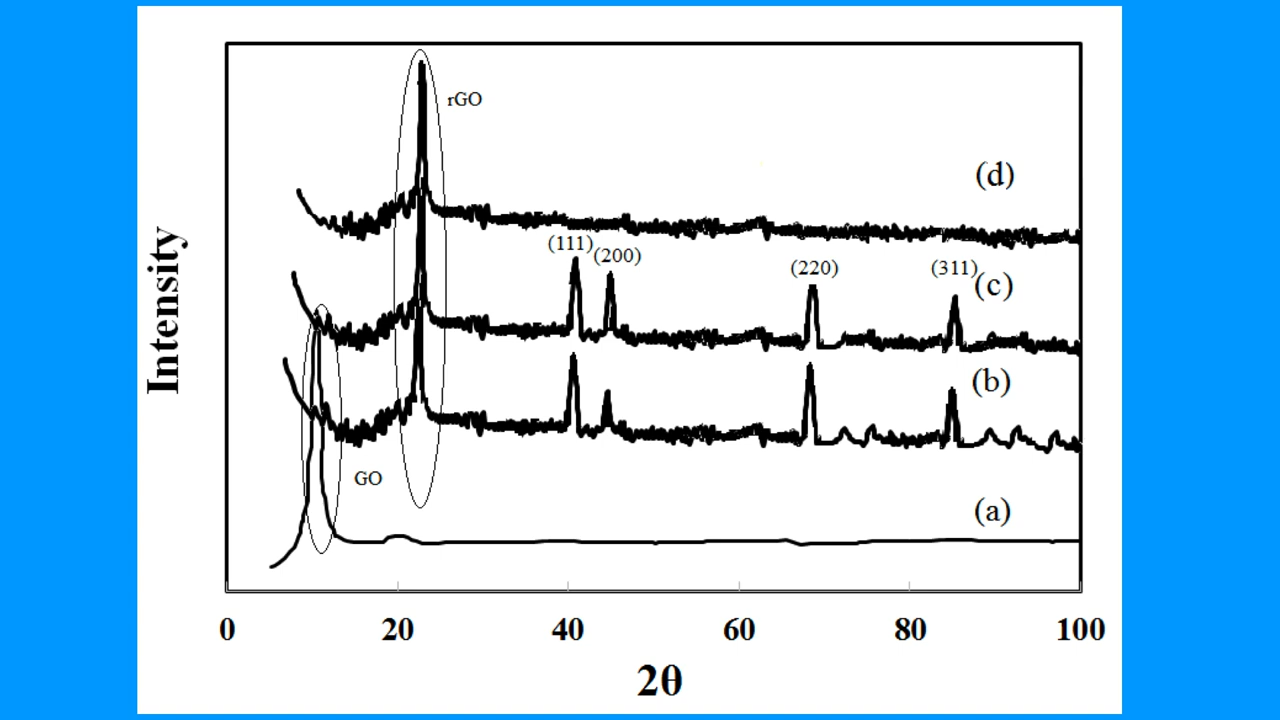 rGO
(d)
(111)
(200)
(220)
(311)
(c)
(b)
GO
(a)
Intensity
0 20 40 60 80 100
2θ